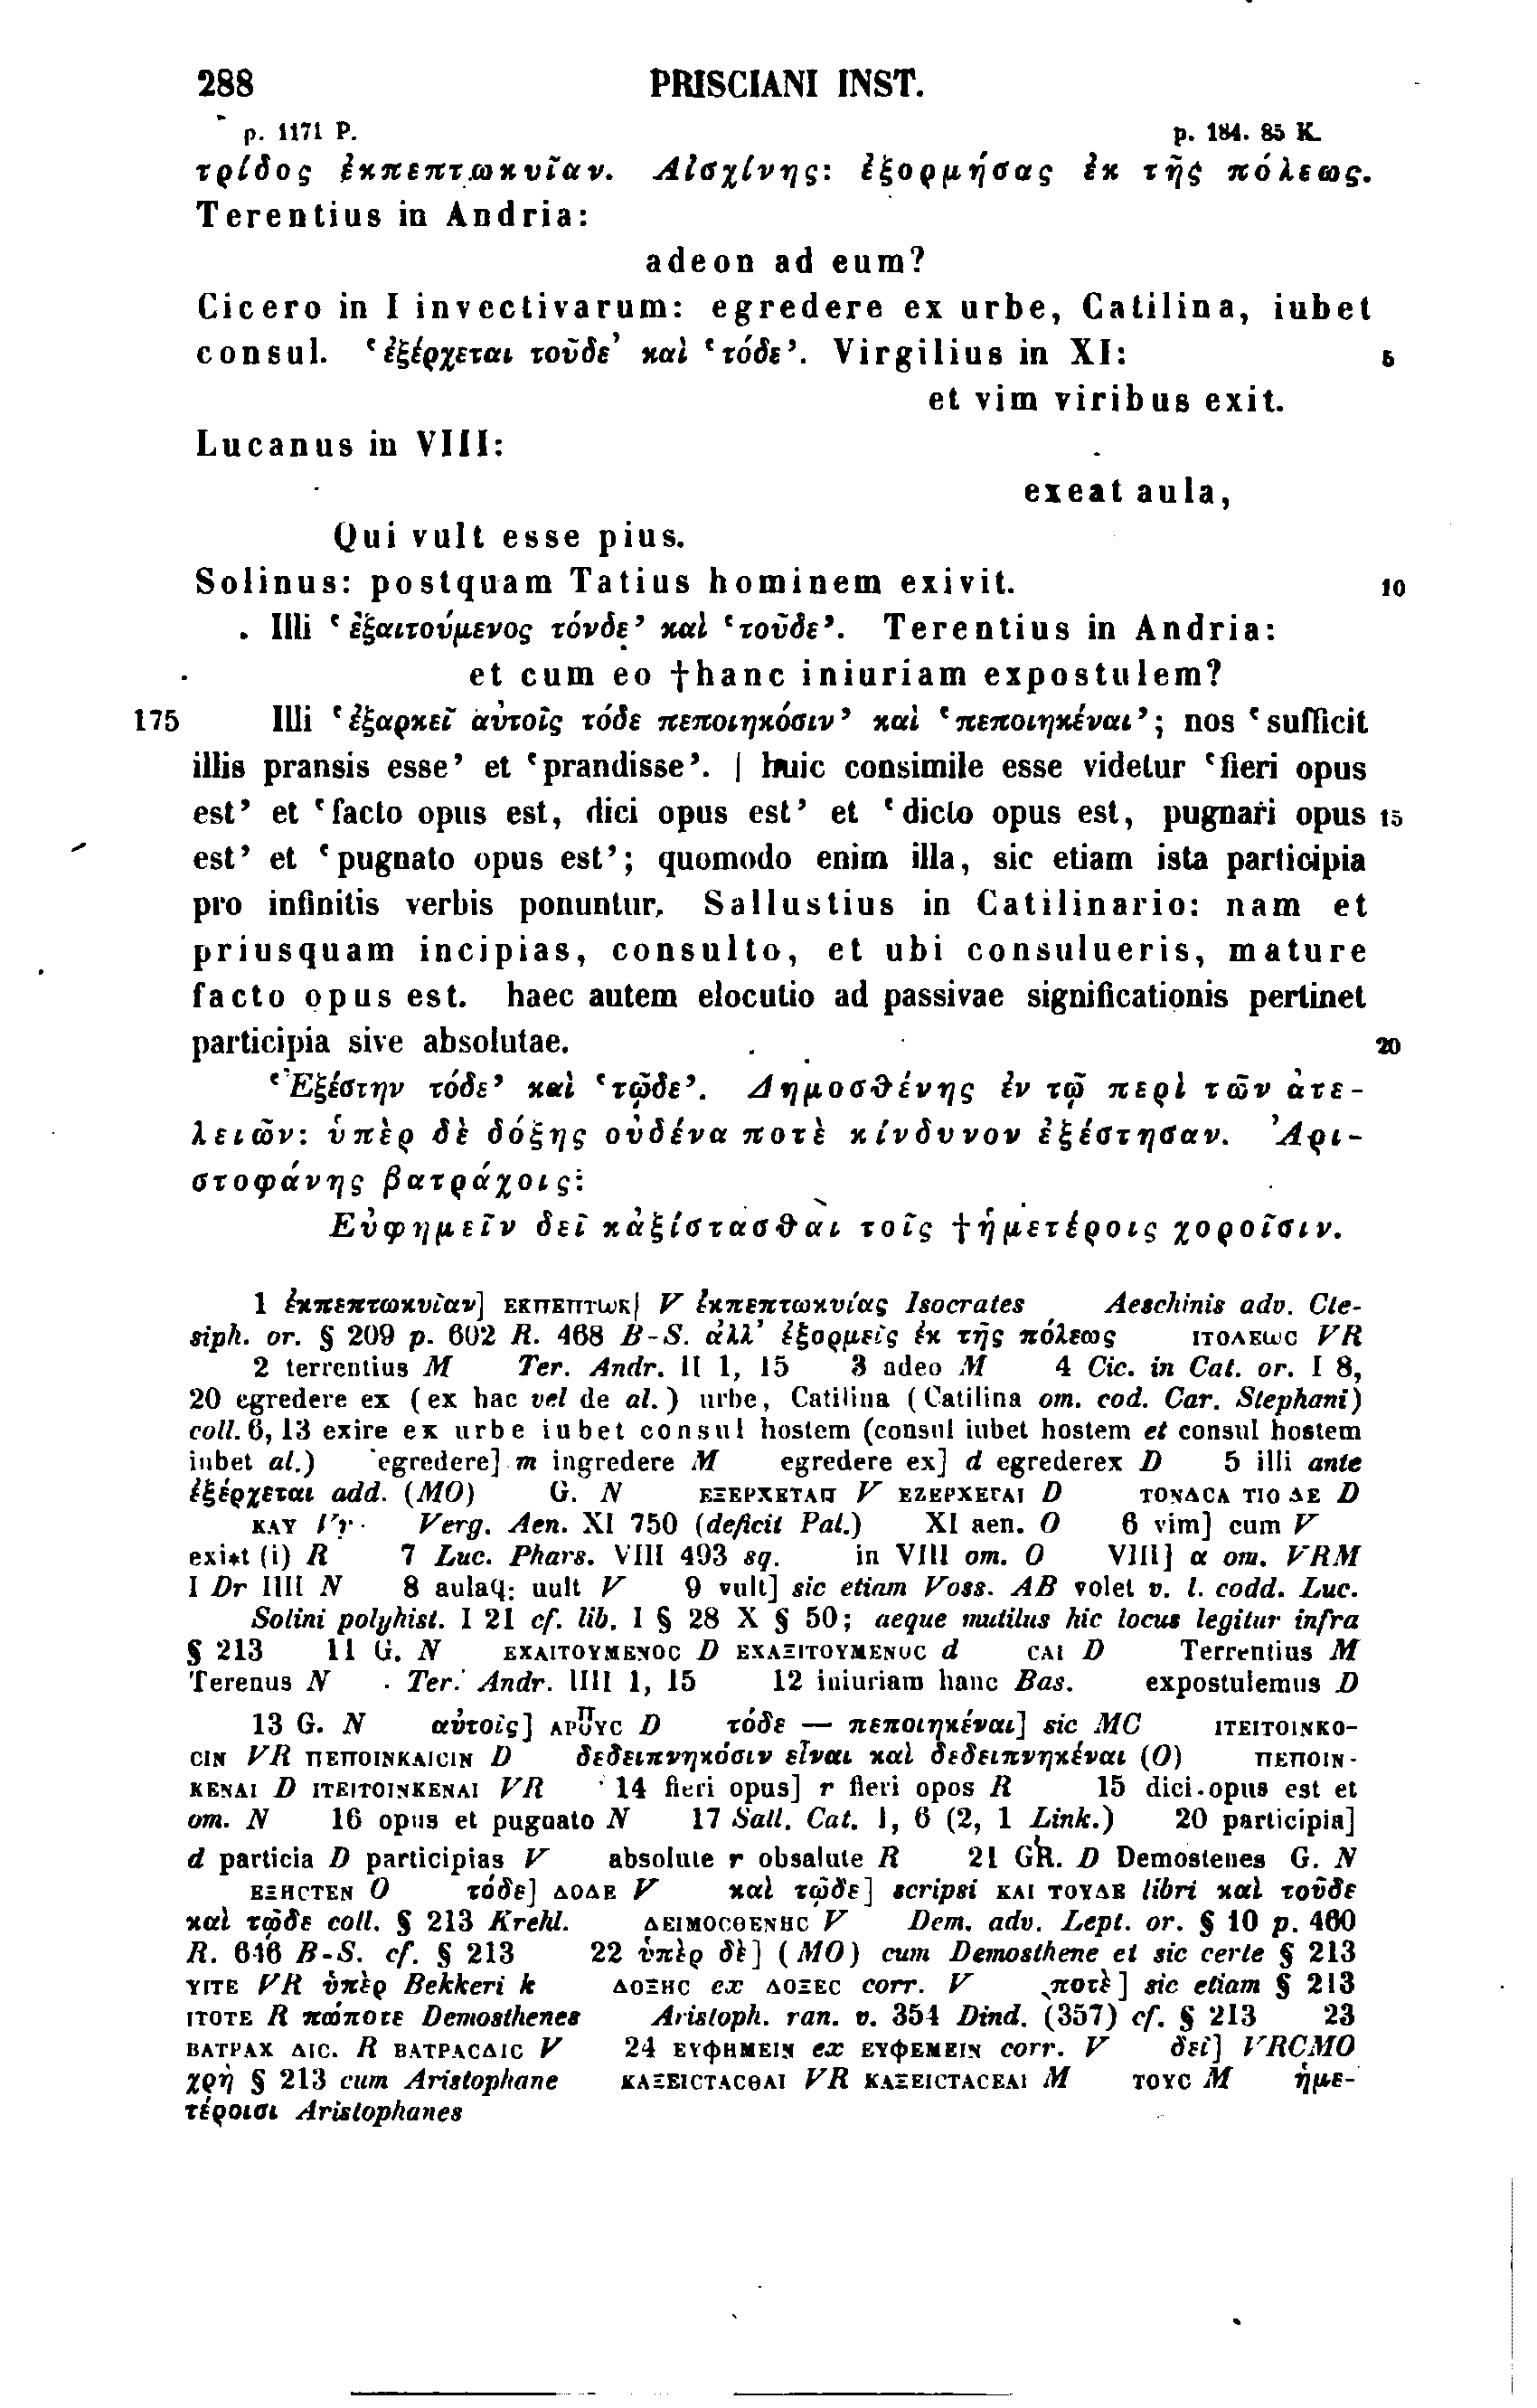 288 PRISCIANI INST.
p. 1171 P. p. 184. 85 K.
τρίδος ἐκπεπτωκυῖαν. Αἰσχίνης: ἐξορμήσας ἐκ τῆς πόλεως.
Terentius in Andria:
adeon ad eum?
Cicero in I invectivarum: egredere ex urbe, Catilina, iubet
consul. ‘ἐξέρχεται τοῦδε’ καὶ ‘τόδε’. Virgilius in XI: 5
et vim viribus exit.
Lucanus in VIII:
exeat aula,
Qui vult esse pius.
Solinus: postquam Tatius hominem exivit. 10
Illi ‘ἐξαιτούμενος τόνδε’ καὶ ‘τοῦδε’. Terentius in Andria:
et cum eo †hanc iniuriam expostulem?
175 Illi ‘ἐξαρκεῖ αὐτοῖς τόδε πεποιηκόσιν’ καὶ ‘πεποιηκέναι’; nos ‘sufficit
illis pransis esse’ et ‘prandisse’. | huic consimile esse videtur ‘fieri opus
est’ et ‘facto opus est, dici opus est’ et ‘dicto opus est, pugnari opus 15
est’ et ‘pugnato opus est’; quomodo enim illa, sic etiam ista participia
pro infinitis verbis ponuntur. Sallustius in Catilinario: nam et
priusquam incipias, consulto, et ubi consulueris, mature
facto opus est. haec autem elocutio ad passivae significationis pertinet
participia sive absolutae. 20
‘Ἐξέστην τόδε’ καὶ ‘τῷδε’. Δημοσθένης ἐν τῷ περὶ τῶν ἀτε-
λειῶν: ὑπὲρ δὲ δόξης οὐδένα ποτὲ κίνδυνον ἐξέστησαν. Ἀρι-
στοφάνης βατράχοις:
Εὐφημεῖν δεῖ κἀξίστασθαι τοῖς †ἡμετέροις χοροῖσιν.
1 ἐκπεπτωκυῖαν] ΕΚΠΕΠΤωΚ| V ἐκπεπτωκυίας Isocrates Aeschinis adv. Cte-
siph. or. § 209 p. 602 R. 468 B-S. ἀλλ’ ἐξορμεῖς ἐκ τῆς πόλεως ΙΤΟΛΕωC VR
2 terrentius M Ter. Andr. II 1, 15 3 adeo M 4 Cic. in Cat. or. I 8,
20 egredere ex (ex hac vel de al.) urbe, Catilina (Catilina om. cod. Car. Stephani)
coll. 6, 13 exire ex urbe iubet consul hostem (consul iubet hostem et consul hostem
iubet al.) egredere] m ingredere M egredere ex] d egrederex D 5 illi ante
ἐξέρχεται add. (MO) G. N ΕΞΕΡΧΕΤΑΠ V ΕΖΕΡΧΕΓΑΙ D ΤΟΝΔCΑ ΤΙΟ ΔΕ D
ΚΑΥ Vr Verg. Aen. XI 750 (deficit Pal.) XI aen. O 6 vim] cum V
exi*t (i) R 7 Luc. Phars. VIII 493 sq. in VIII om. O VIII] α om. VRM
I Dr IIII N 8 aulaq: uult V 9 vult] sic etiam Voss. AB volet v. l. codd. Luc.
Solini polyhist. I 21 cf. lib. I § 28 X § 50; aeque mutilus hic locus legitur infra
§ 213 11 G. N ΕΧΑΙΤΟΥΜΕΝΟC D ΕΧΑΞΙΤΟΥΜΕΝΟC d CΑΙ D Terrentius M
Terenus N Ter. Andr. IIII 1, 15 12 iniuriam hanc Bas. expostulemus D
13 G. N αὐτοῖς] D τόδε — πεποιηκέναι] sic MC ΙΤΕΙΤΟΙΝΚΟ-
CΙΝ VR ΠΕΠΟΙΝΚΑΙCΙΝ D δεδειπνηκόσιν εἶναι καὶ δεδειπνηκέναι (O) ΠΕΠΟΙΝ-
ΚΕΝΑΙ D ΙΤΕΙΤΟΙΝΚΕΝΑΙ VR 14 fieri opus] r fleri opos R 15 dici opus est et
om. N 16 opus et pugnato N 17 Sall. Cat. 1, 6 (2, 1 Link.) 20 participia]
d particia D participias V absolute r obsalute R 21 GR. D Demostenes G. N
ΕΞΗCΤΕΝ O τόδε] ΔΟΔΕ V καὶ τῷδε] scripsi ΚΑΙ ΤΟΥΔΕ libri καὶ τοῦδε
καὶ τῷδε coll. § 213 Krehl. ΔΕΙΜΟCΘΕΝΗC V Dem. adv. Lept. or. § 10 p. 460
R. 646 B-S. cf. § 213 22 ὑπὲρ δὲ] (MO) cum Demosthene et sic certe § 213
ΥΙΤΕ VR ὑπὲρ Bekkeri k ΔΟΞΗC ex ΔΟΞΕC corr. V ποτὲ] sic etiam § 213
ΙΤΟΤΕ R πώποτε Demosthenes Aristoph. ran. v. 354 Dind. (357) cf. § 213 23
ΒΑΤΡΑΧ ΔΙC. R ΒΑΤΡΑCΔΙC V 24 ΕΥΦΗΜΕΙΝ ex ΕΥΦΕΜΕΙΝ corr. V δεῖ] VRCMO
χρὴ § 213 cum Aristophane ΚΑΞΕΙCΤΑCΘΑΙ VR ΚΑΞΕΙCΤΑCΕΑΙ M ΤΟΥC M ἡμε-
τέροισι Aristophanes